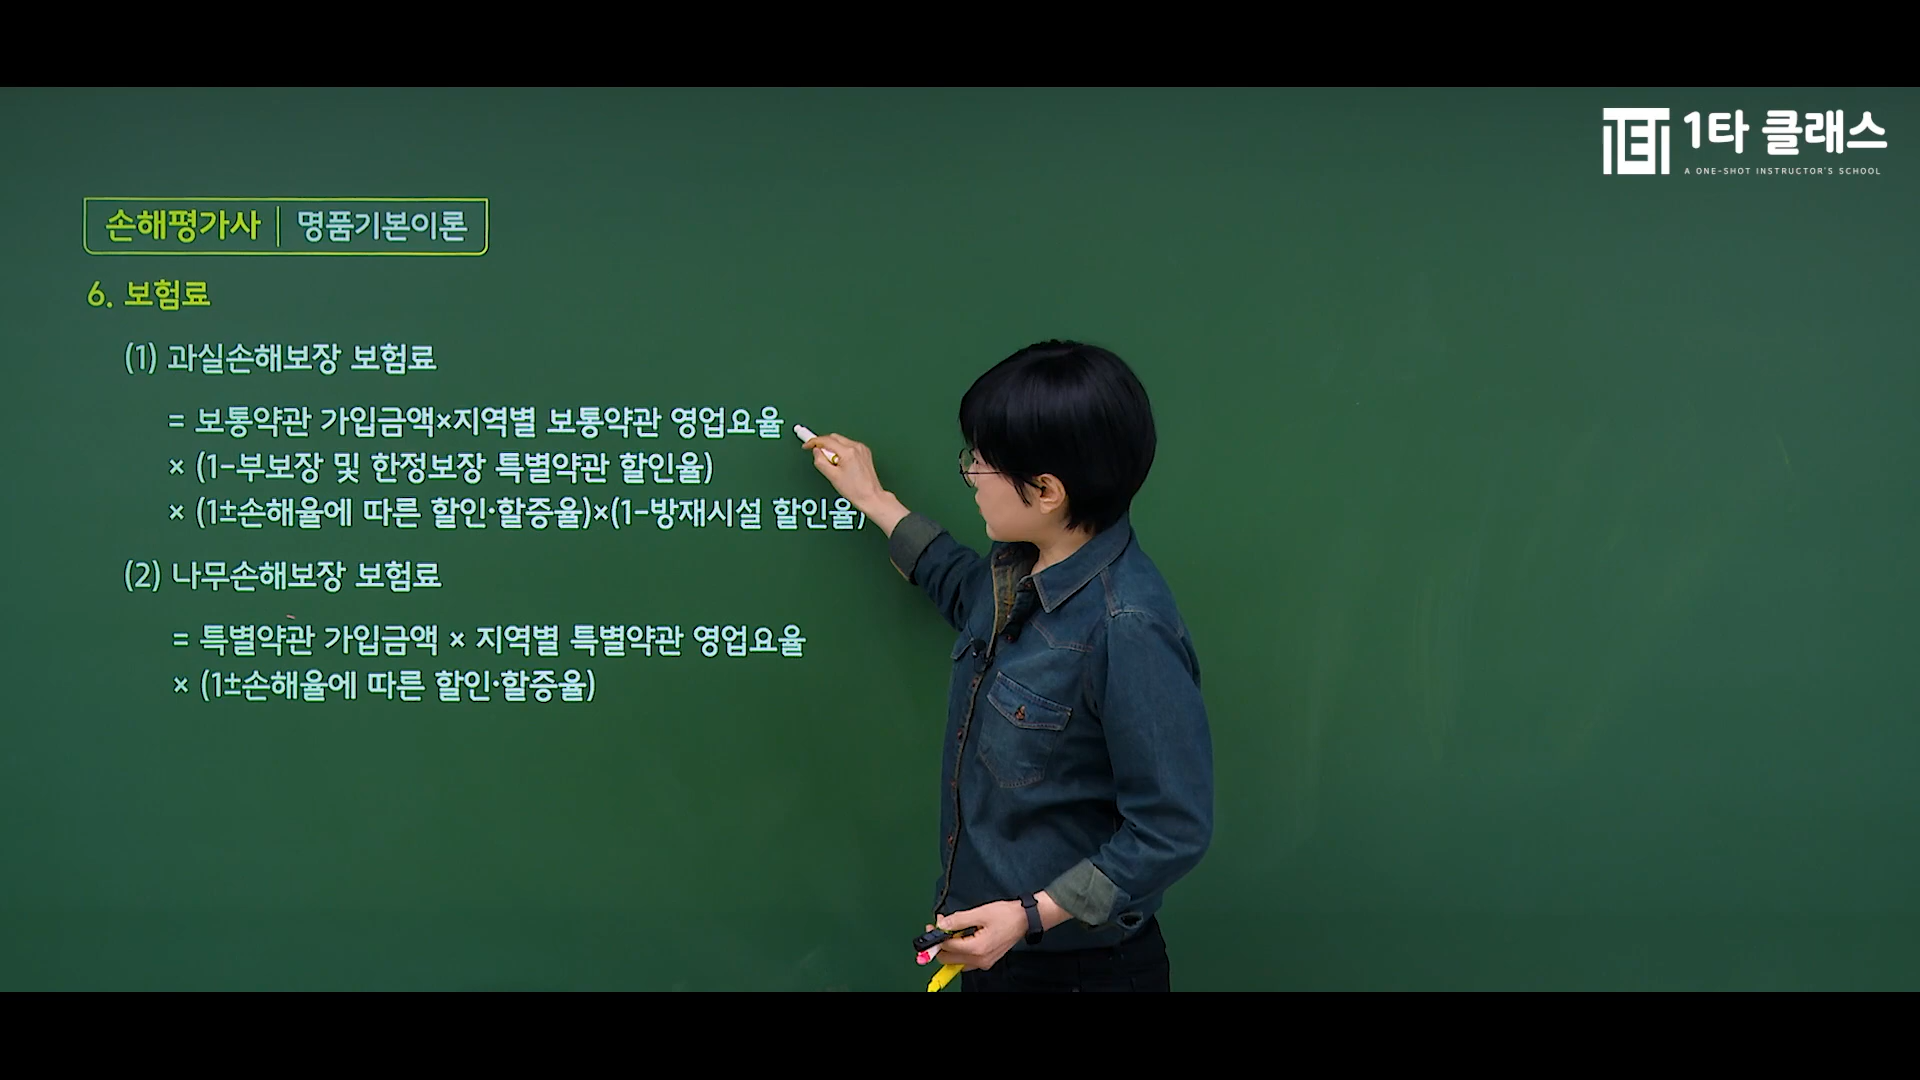 1타 클래스
A ONE-SHOT INSTRUCTOR'S SCHOOL
손해평가사 | 명품기본이론
6. 보험료
(1) 과실손해보장 보험료
= 보통약관 가입금액×지역별 보통약관 영업요율
× (1-부보장 및 한정보장 특별약관 할인율)
× (1±손해율에 따른 할인·할증율)×(1-방재시설 할인율)
(2) 나무손해보장 보험료
= 특별약관 가입금액 × 지역별 특별약관 영업요율
× (1±손해율에 따른 할인·할증율)